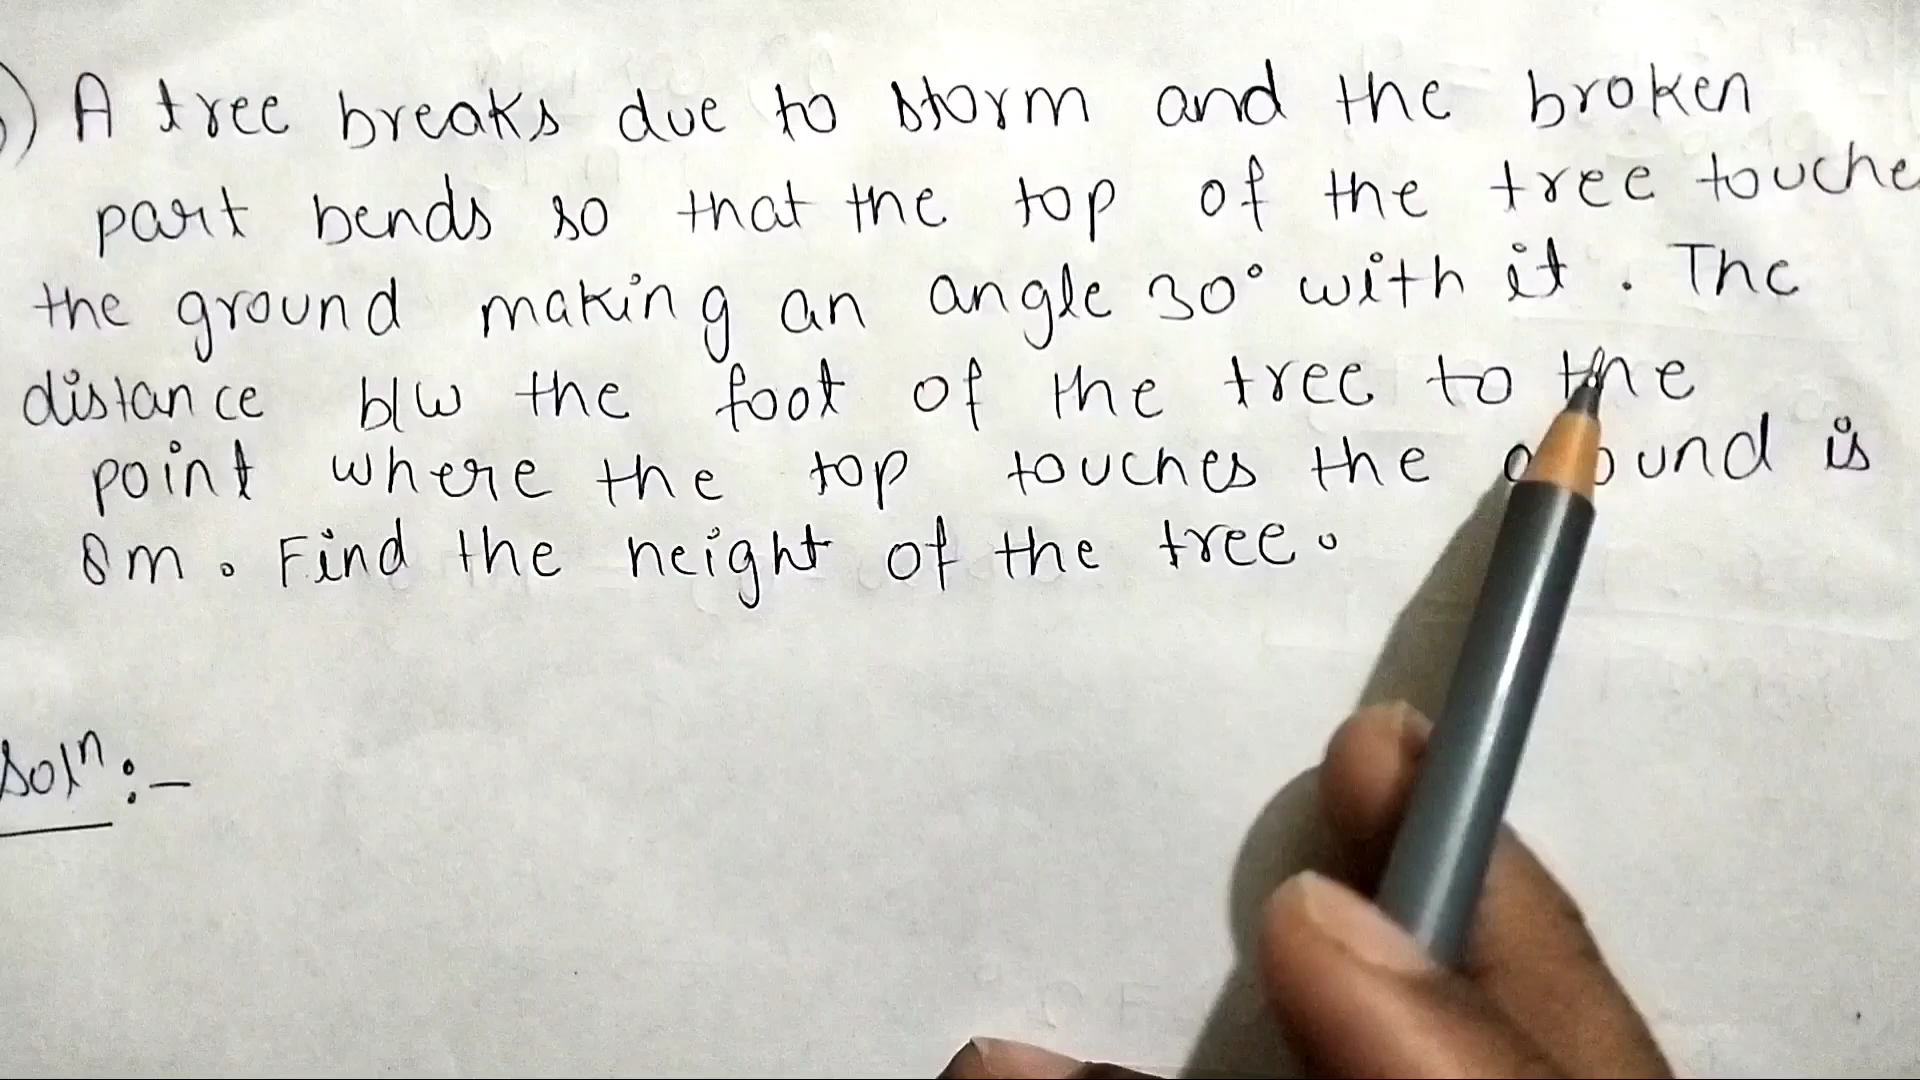 ) A tree breaks due to storm and the broken
part bends so that the top of the tree touche
the ground making an angle 30° with it. The
distance b/w the foot of the tree to the
point where the top touches the ground is
8m. Find the height of the tree.
Solⁿ:-